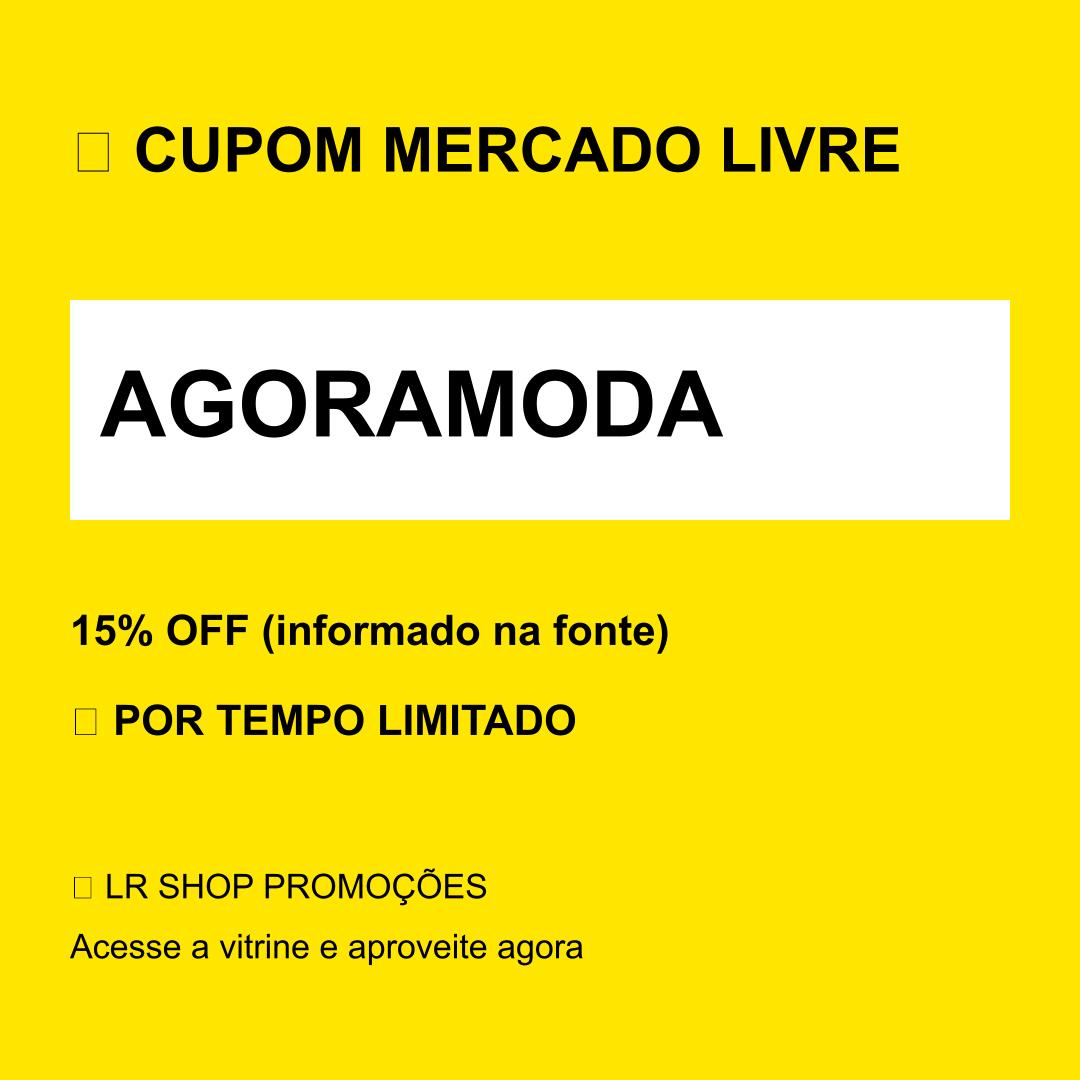 CUPOM MERCADO LIVRE
AGORAMODA
15% OFF (informado na fonte)
POR TEMPO LIMITADO
LR SHOP PROMOÇÕES
Acesse a vitrine e aproveite agora